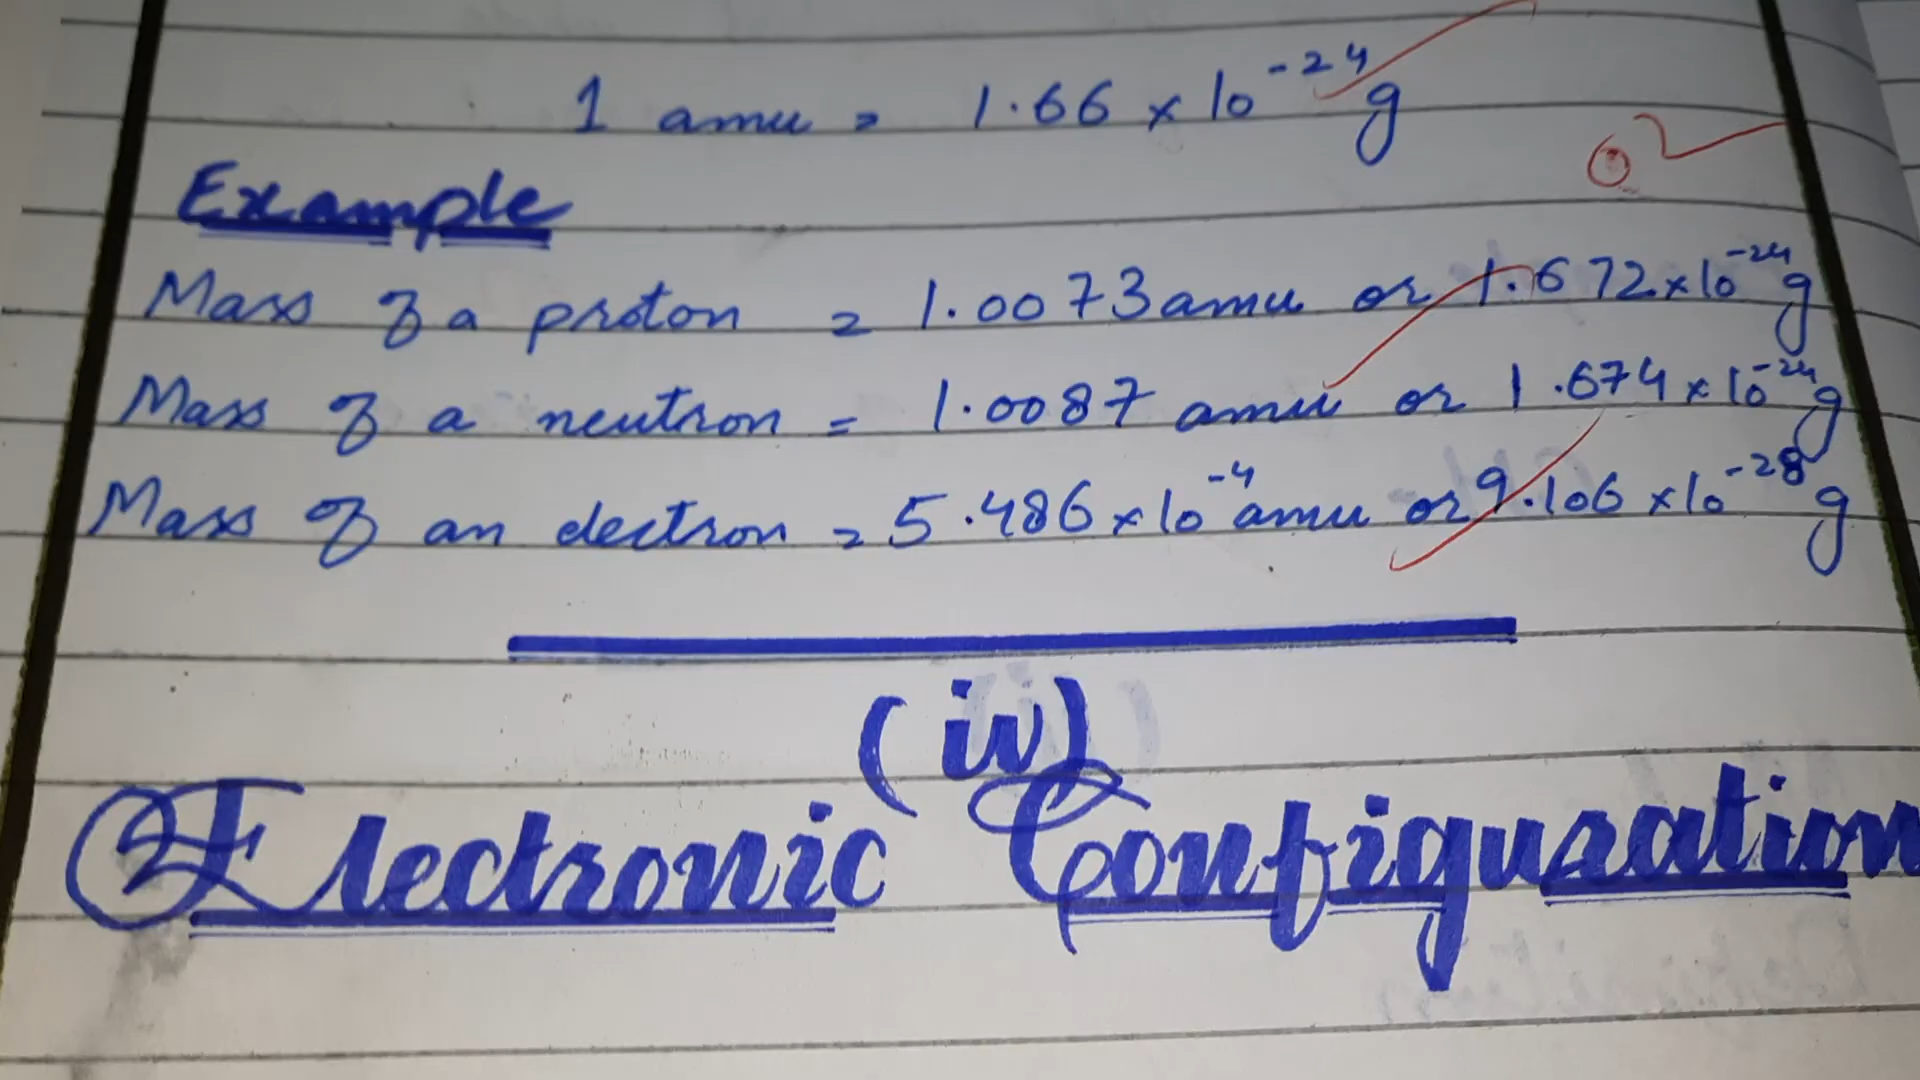 1 amu = 1.66 × 10⁻²⁴ g
Example
Mass of a proton = 1.0073 amu or 1.672 × 10⁻²⁴ g
Mass of a neutron = 1.0087 amu or 1.674 × 10⁻²⁴ g
Mass of an electron = 5.486 × 10⁻⁴ amu or 9.106 × 10⁻²⁸ g
(iv)
Electronic Configuration